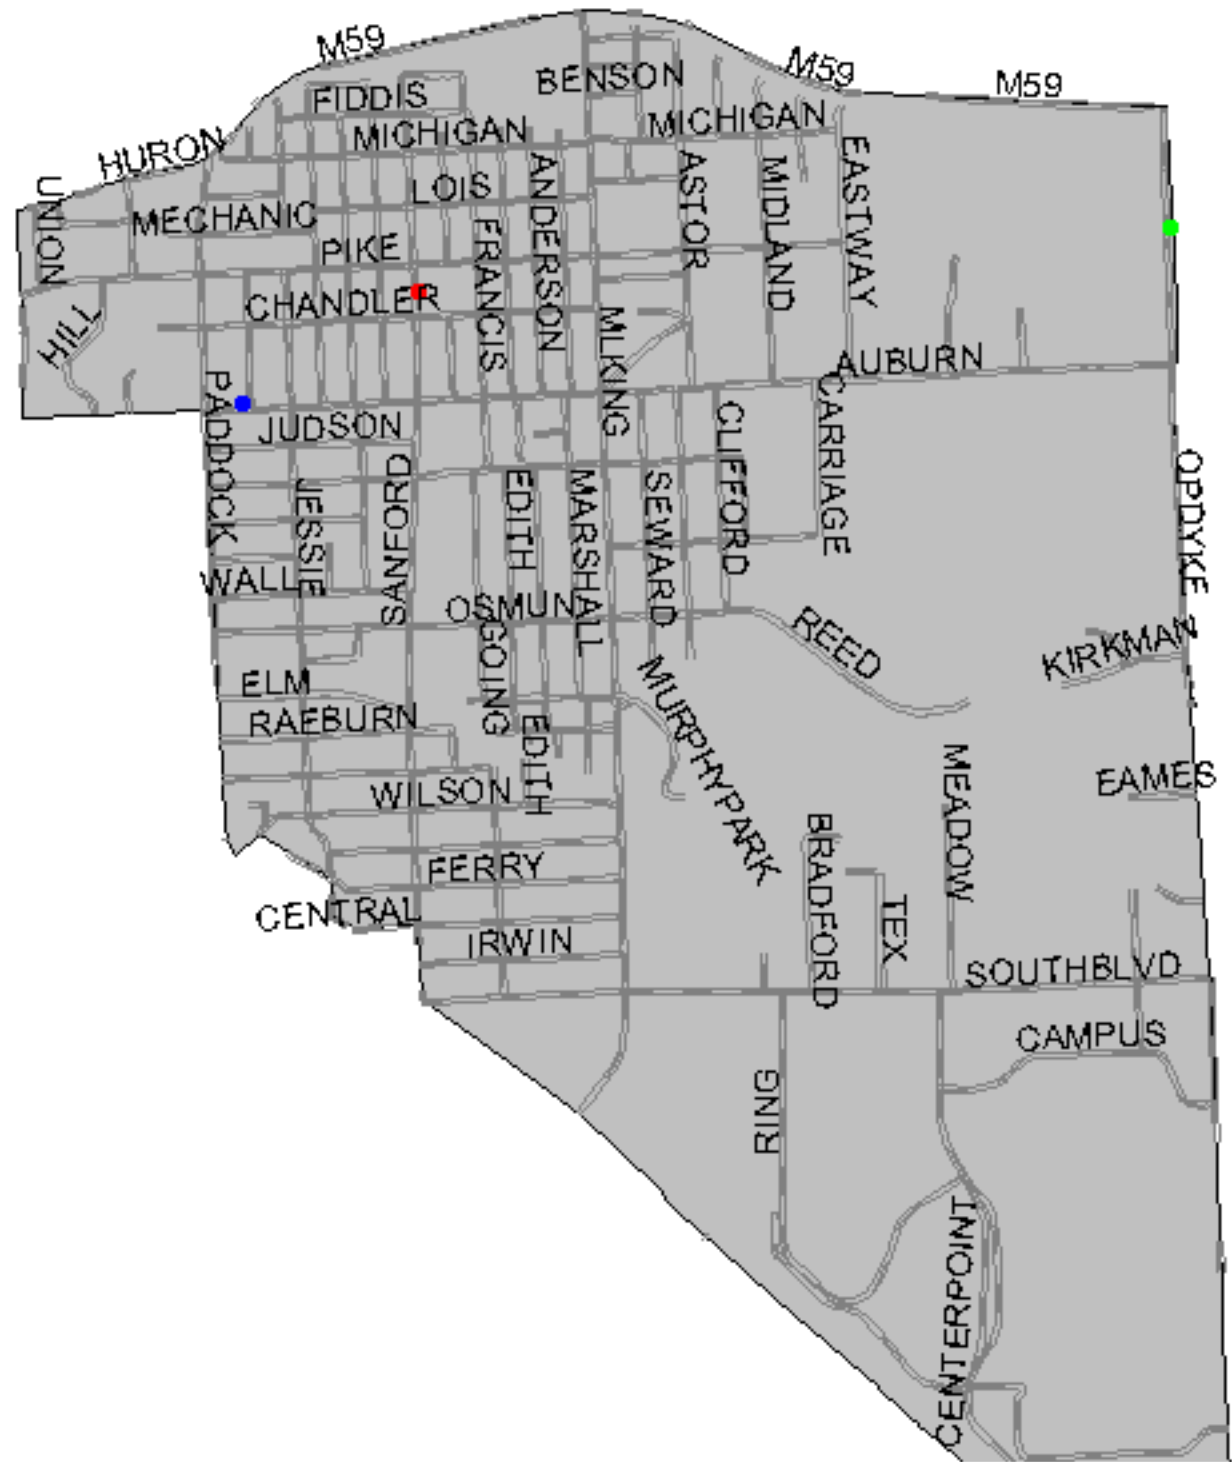 M59
M59
M59
BENSON
FIDDIS
MICHIGAN
MICHIGAN
HURON
UNION
LOIS
ANDERSON
ASTOR
MIDLAND
EASTWAY
MECHANIC
PIKE
FRANCIS
CHANDLER
HILL
MLKING
AUBURN
PADDOCK
JUDSON
CLIFFORD
CARRIAGE
OPDYKE
JESSIE
SANFORD
EDITH
MARSHALL
SEWARD
WALL
OSMUN
GOING
REED
KIRKMAN
ELM
RAEBURN
MURPHYPARK
EDITH
WILSON
MEADOW
EAMES
BRADFORD
FERRY
TEX
CENTRAL
IRWIN
SOUTHBLVD
CAMPUS
RING
CENTERPOINT